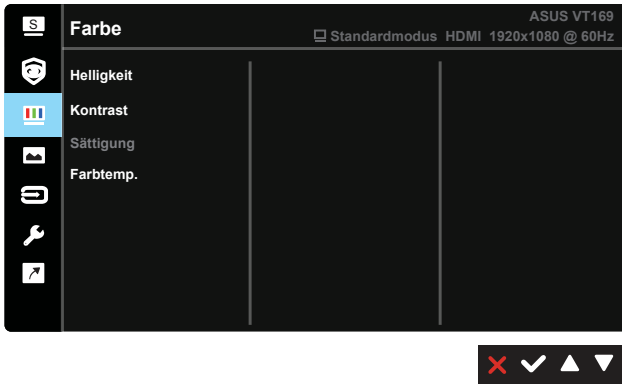 S
Farbe
ASUS VT169
Standardmodus HDMI 1920x1080 @ 60Hz
Helligkeit
Kontrast
Sättigung
Farbtemp.